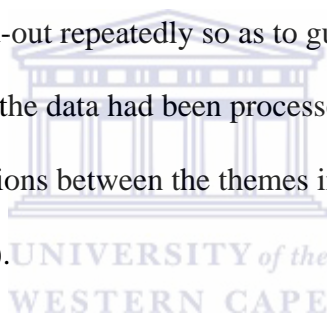 -out repeatedly so as to gu
the data had been process
ions between the themes i
).
UNIVERSITY of the
WESTERN CAPE